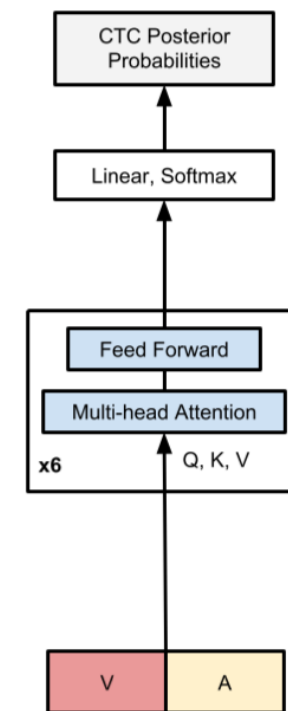 CTC Posterior
Probabilities
Linear, Softmax
Feed Forward
Multi-head Attention
x6
Q, K, V
V
A